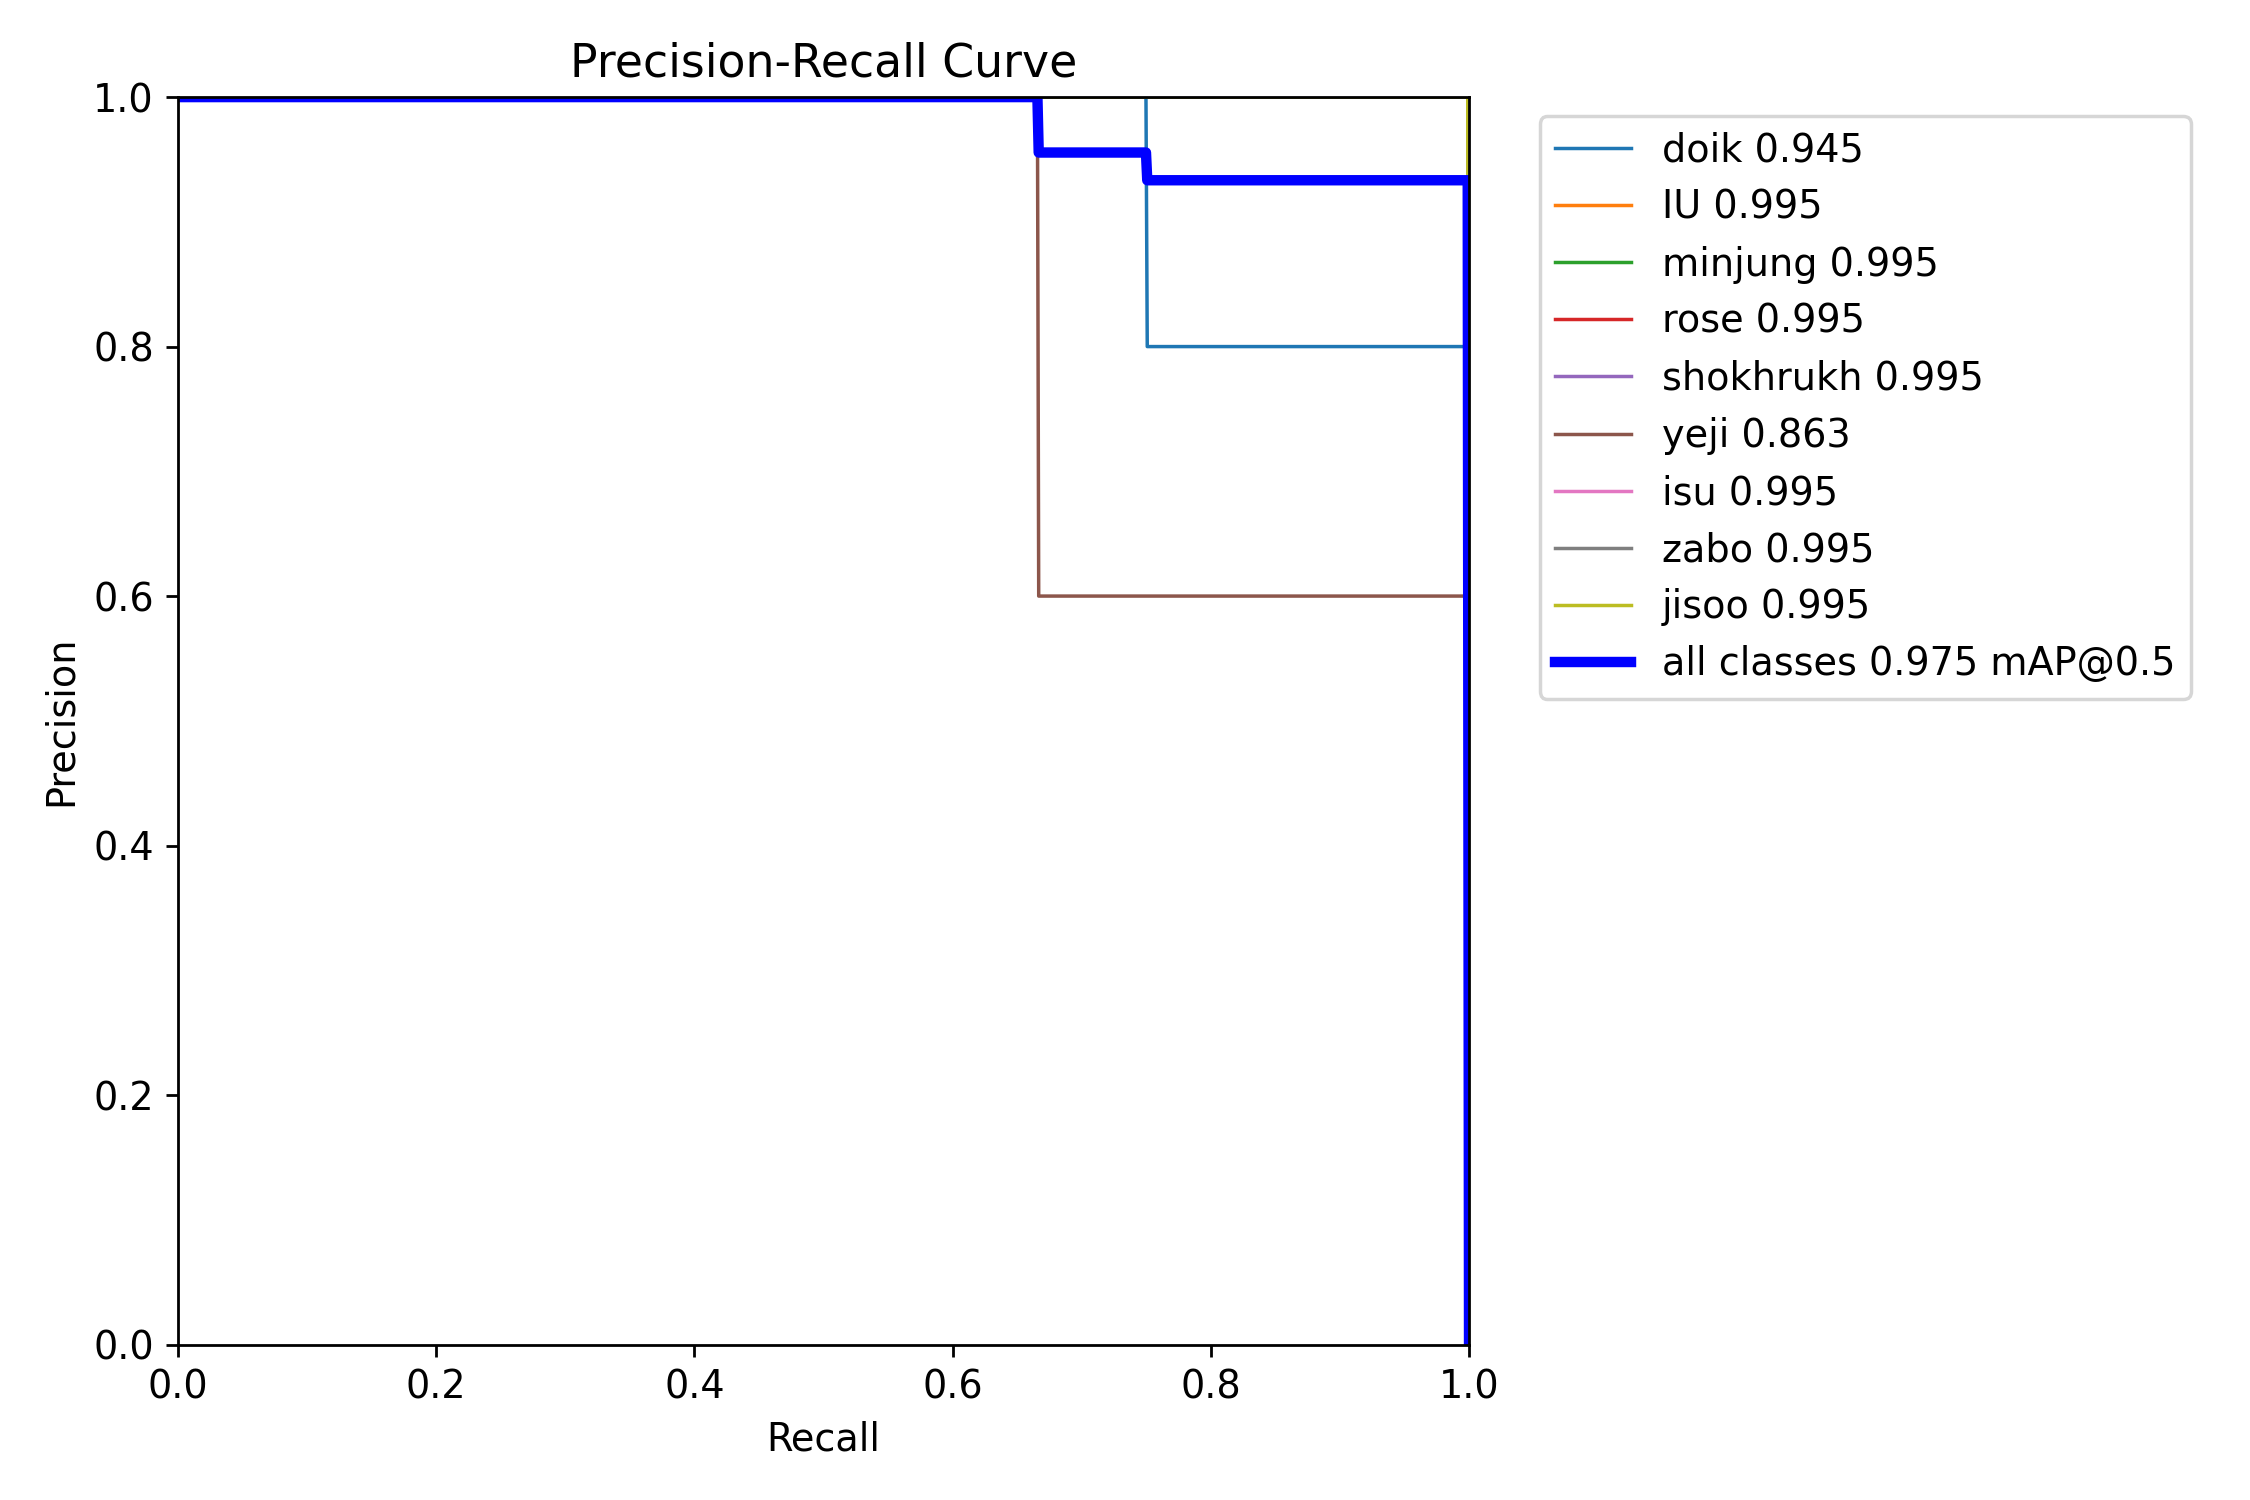 Precision-Recall Curve
1.0
0.8
0.6
0.4
0.2
0.0
Precision
0.0 0.2 0.4 0.6 0.8 1.0
Recall
doik 0.945
IU 0.995
minjung 0.995
rose 0.995
shokhrukh 0.995
yeji 0.863
isu 0.995
zabo 0.995
jisoo 0.995
all classes 0.975 mAP@0.5